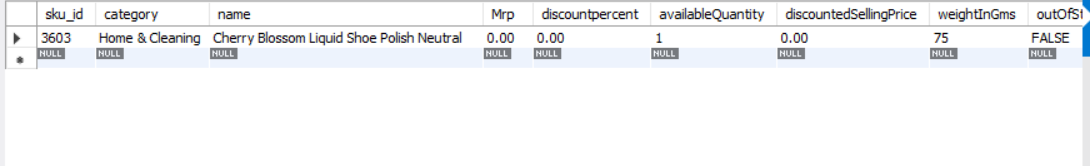 sku_id category name Mrp discountpercent availableQuantity discountedSellingPrice weightInGms outOfSt
3603 Home & Cleaning Cherry Blossom Liquid Shoe Polish Neutral 0.00 0.00 1 0.00 75 FALSE
NULL NULL NULL NULL NULL NULL NULL NULL NULL